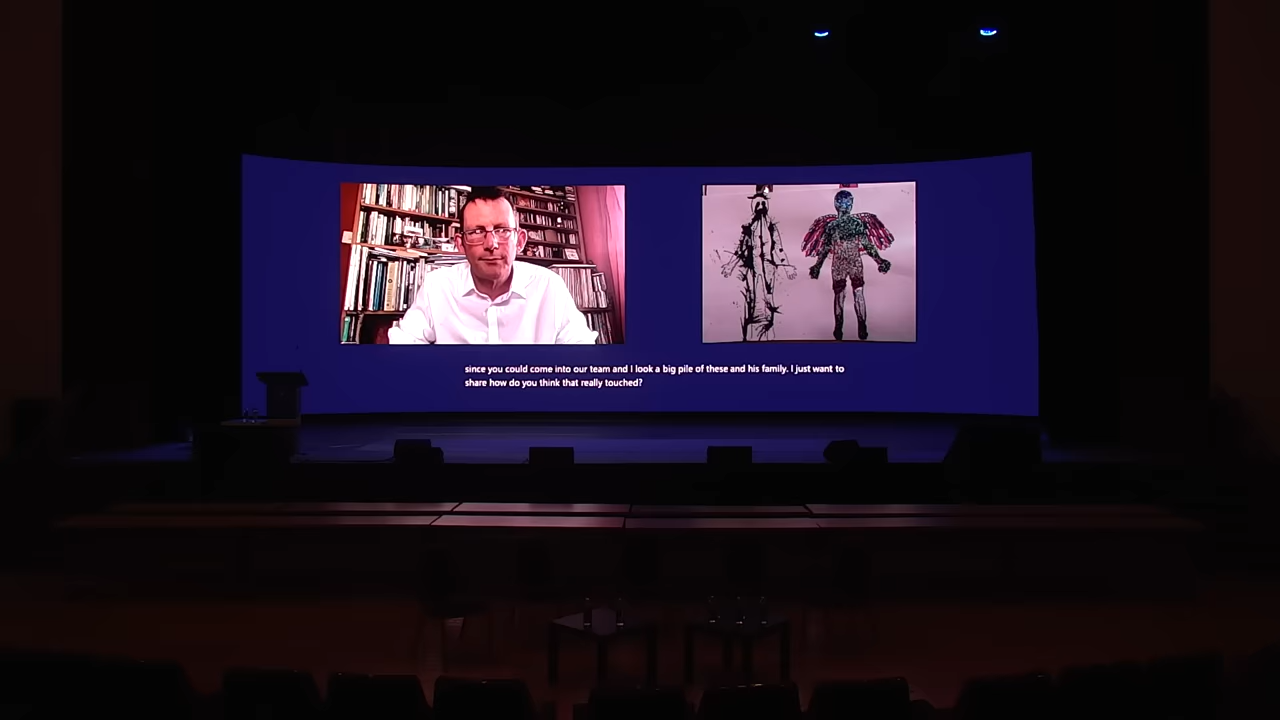 since you could come into our team and I look a big pile of these and his family. I just want to
share how do you think that really touched?